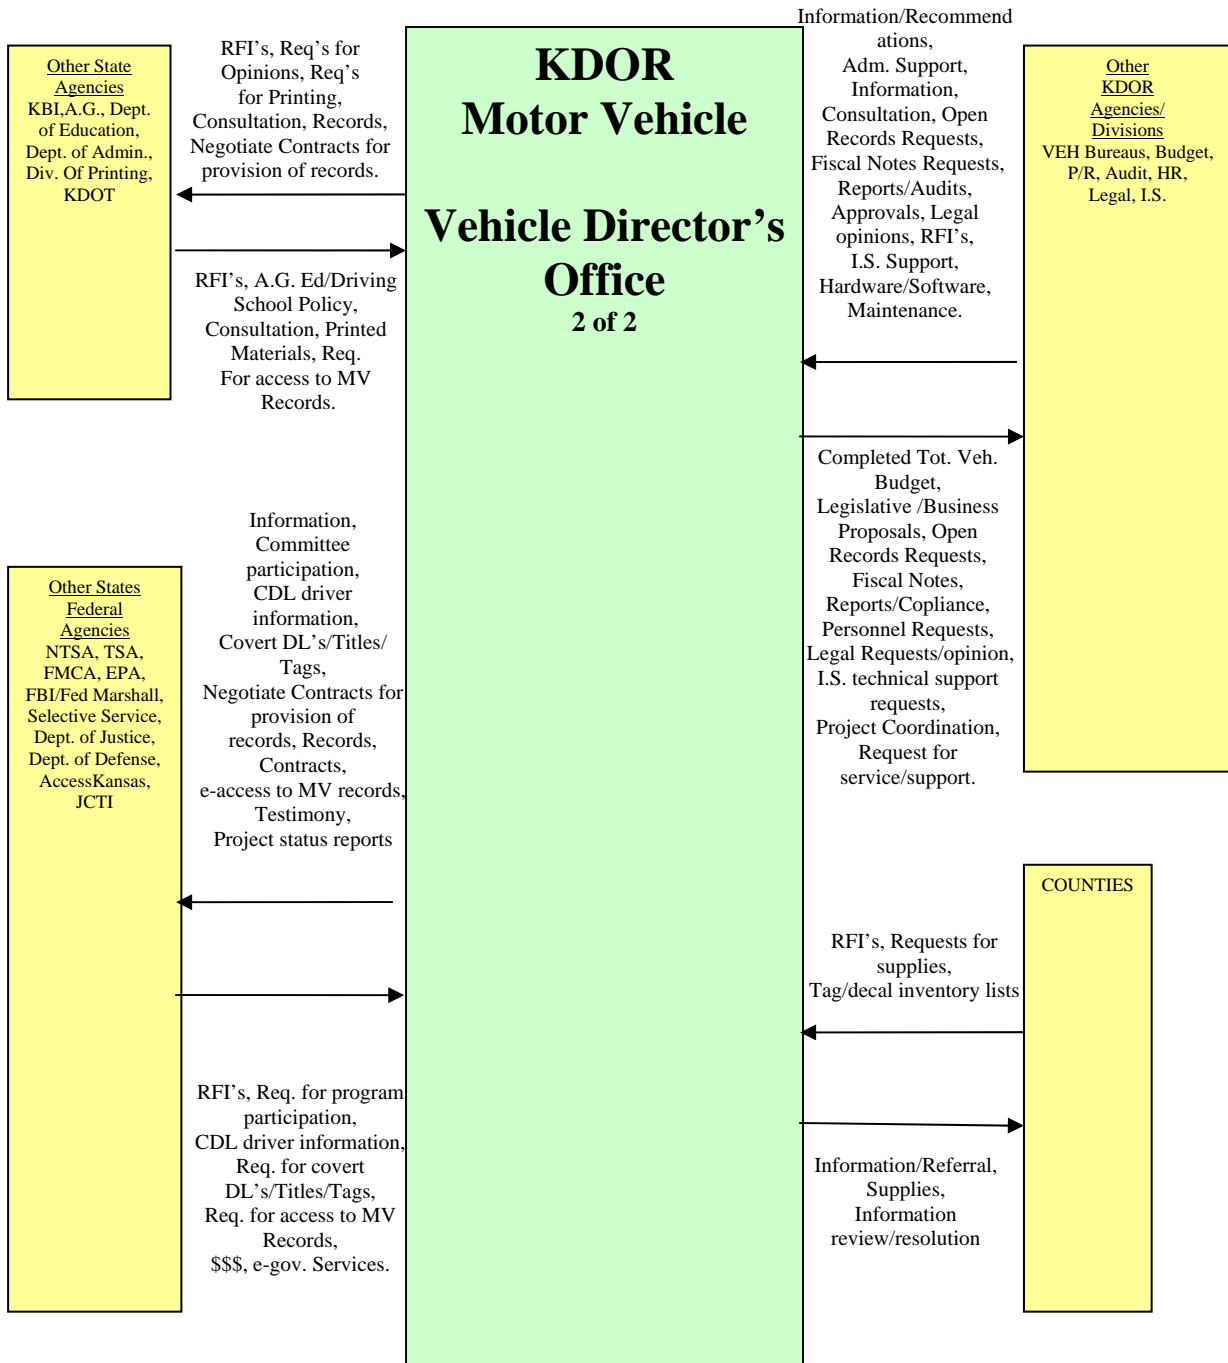 Other State
Agencies
KBI,A.G., Dept.
of Education,
Dept. of Admin.,
Div. Of Printing,
KDOT
RFI’s, Req’s for
Opinions, Req’s
for Printing,
Consultation, Records,
Negotiate Contracts for
provision of records.
RFI’s, A.G. Ed/Driving
School Policy,
Consultation, Printed
Materials, Req.
For access to MV
Records.
KDOR
Motor Vehicle
Vehicle Director’s
Office
2 of 2
Information/Recommend
ations,
Adm. Support,
Information,
Consultation, Open
Records Requests,
Fiscal Notes Requests,
Reports/Audits,
Approvals, Legal
opinions, RFI’s,
I.S. Support,
Hardware/Software,
Maintenance.
Other
KDOR
Agencies/
Divisions
VEH Bureaus, Budget,
P/R, Audit, HR,
Legal, I.S.
Completed Tot. Veh.
Budget,
Legislative /Business
Proposals, Open
Records Requests,
Fiscal Notes,
Reports/Copliance,
Personnel Requests,
Legal Requests/opinion,
I.S. technical support
requests,
Project Coordination,
Request for
service/support.
Other States
Federal
Agencies
NTSA, TSA,
FMCA, EPA,
FBI/Fed Marshall,
Selective Service,
Dept. of Justice,
Dept. of Defense,
AccessKansas,
JCTI
Information,
Committee
participation,
CDL driver
information,
Covert DL’s/Titles/
Tags,
Negotiate Contracts for
provision of
records, Records,
Contracts,
e-access to MV records,
Testimony,
Project status reports
RFI’s, Req. for program
participation,
CDL driver information,
Req. for covert
DL’s/Titles/Tags,
Req. for access to MV
Records,
$$$, e-gov. Services.
COUNTIES
RFI’s, Requests for
supplies,
Tag/decal inventory lists
Information/Referral,
Supplies,
Information
review/resolution